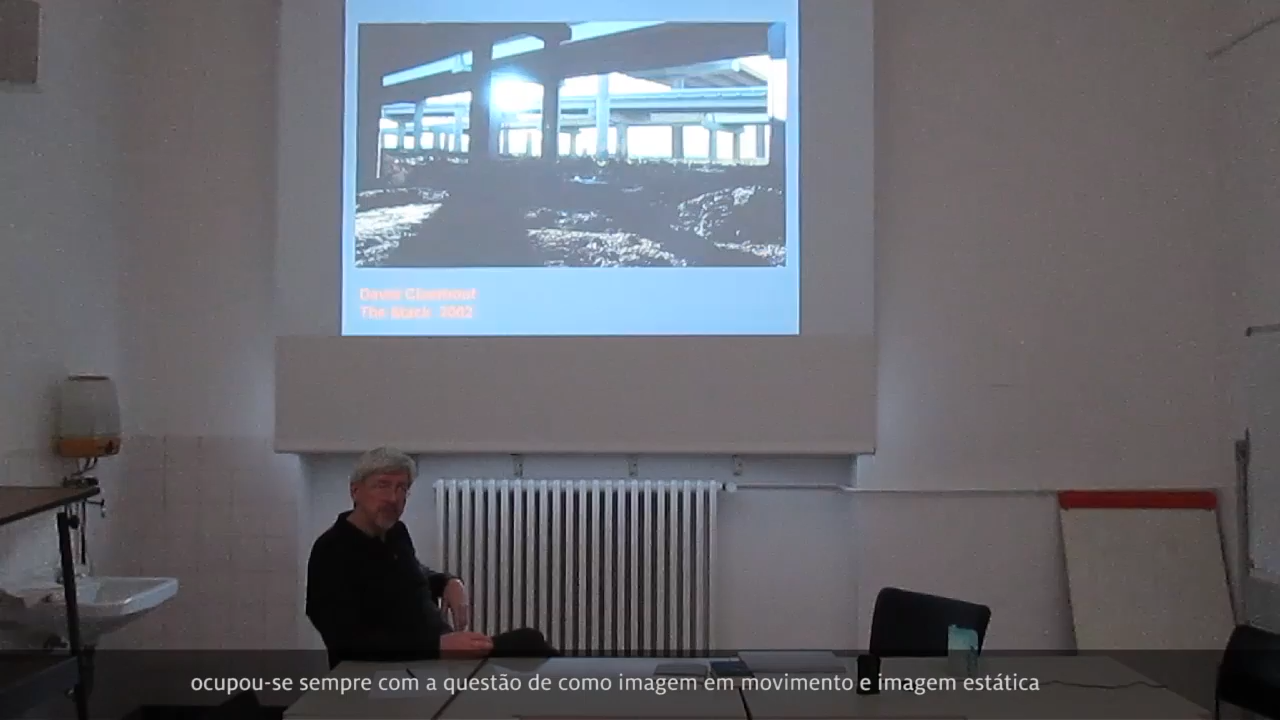 David Claerbout
The Stack 2002
ocupou-se sempre com a questão de como imagem em movimento e imagem estática